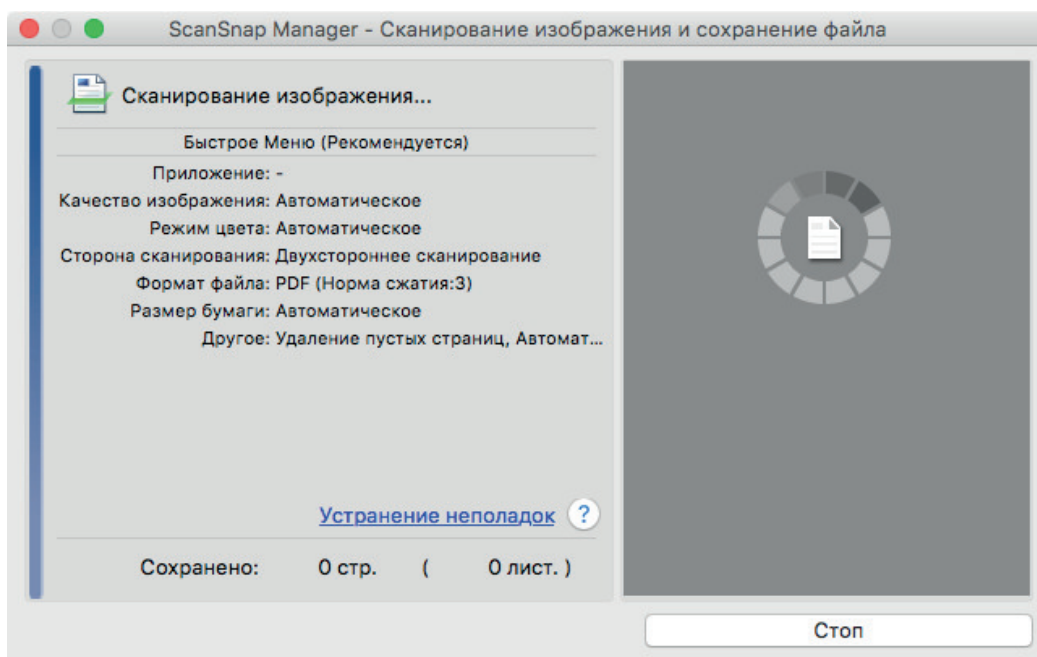 ScanSnap Manager - Сканирование изображения и сохранение файла
Сканирование изображения...
Быстрое Меню (Рекомендуется)
Приложение: -
Качество изображения: Автоматическое
Режим цвета: Автоматическое
Сторона сканирования: Двухстороннее сканирование
Формат файла: PDF (Норма сжатия:3)
Размер бумаги: Автоматическое
Другое: Удаление пустых страниц, Автомат...
Устранение неполадок ?
Сохранено: 0 стр. ( 0 лист. )
Стоп